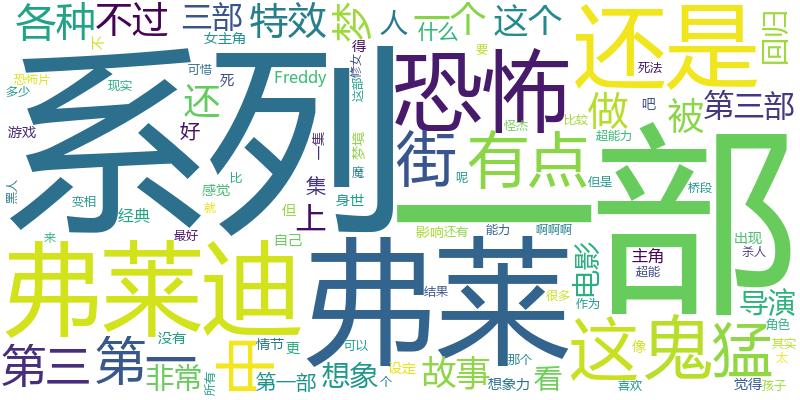 各种
不过
三部
特效
梦
人
一个
这个
还是
回归
女主角
什么
得
不
可惜
恐怖片
现实
死
Freddy
修女
这部
要
死法
多少
还
恐怖
做
被
吧
第三部
系列
一部
游戏
好
一集
梦境
街
有点
怪杰
比较
超能力
比
魔
呢
但是
桥段
黑人
变相
感觉
集
身世
经典
就
但
上
影响
还有
能力
啊啊啊
来
最好
自己
出现
杀人
弗莱迪
弗莱
电影
主角
超能
结果
很多
作为
导演
角色
没有
情节
更
可以
那个
这
鬼
猛
像
其实
太
第三
第一
非常
所有
中
第一部
想象
个
设定
故事
想象力
看
喜欢
觉得
孩子